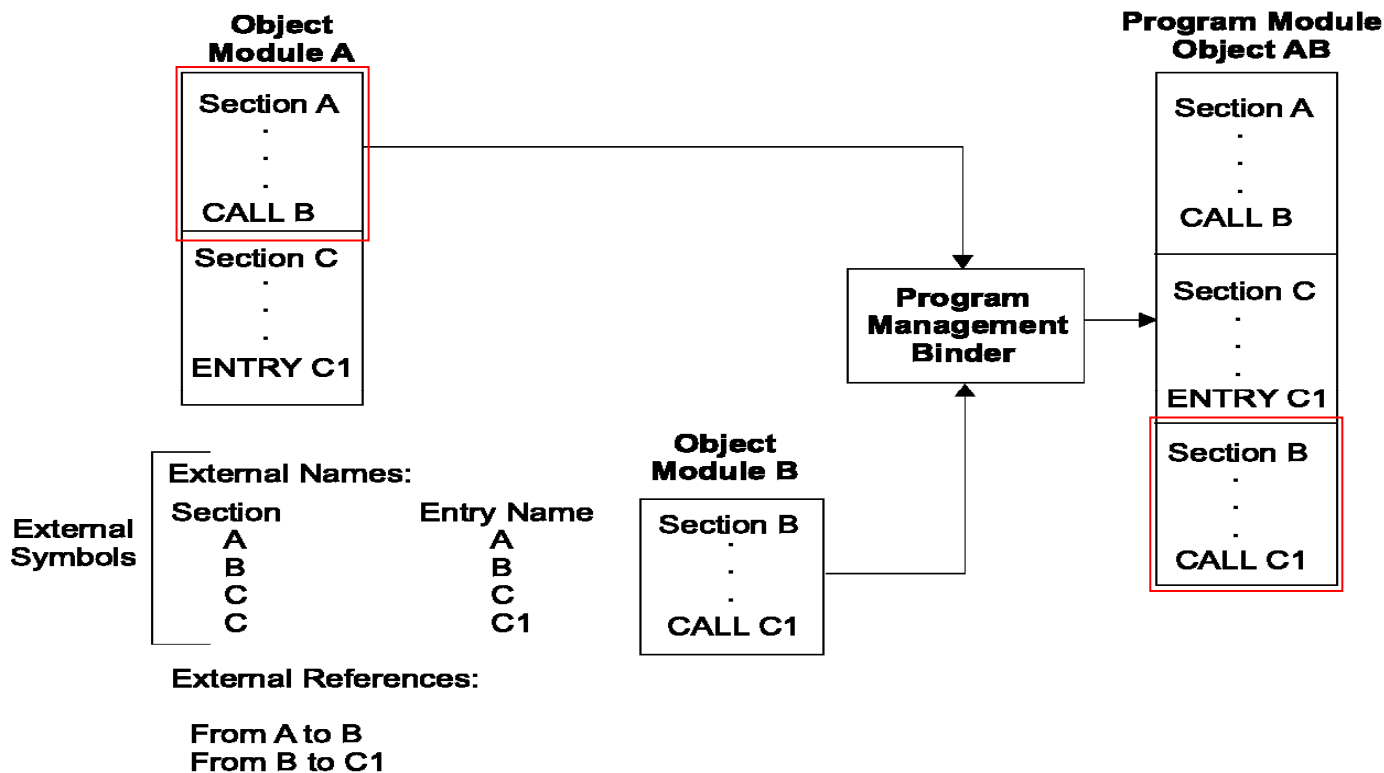 Object
Module A
Section A
.
.
.
CALL B
Section C
.
.
.
ENTRY C1
External
Symbols
External Names:
Section Entry Name
A A
B B
C C
C C1
External References:
From A to B
From B to C1
Object
Module B
Section B
.
.
.
CALL C1
Program
Management
Binder
Program Module
Object AB
Section A
.
.
.
CALL B
Section C
.
.
.
ENTRY C1
Section B
.
.
.
CALL C1